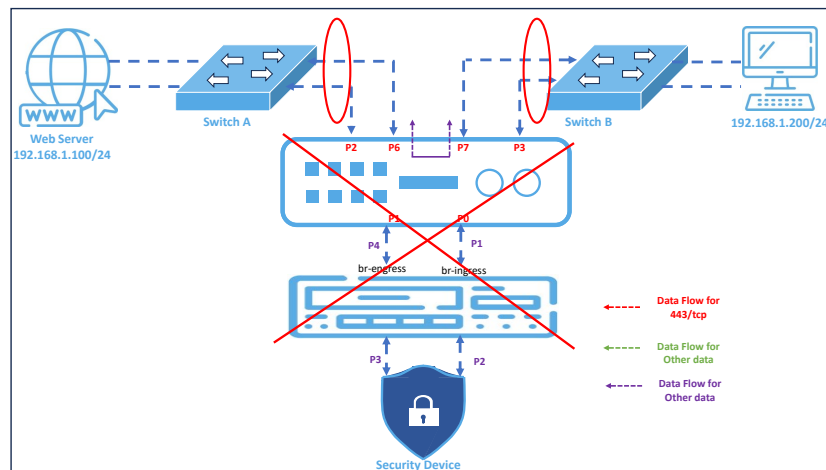 WWW
Web Server
192.168.1.100/24
Switch A
Switch B
192.168.1.200/24
P2
P6
P7
P3
P1
P0
P4
P1
br-engress
br-ingress
P3
P2
Security Device
Data Flow for
443/tcp
Data Flow for
Other data
Data Flow for
Other data